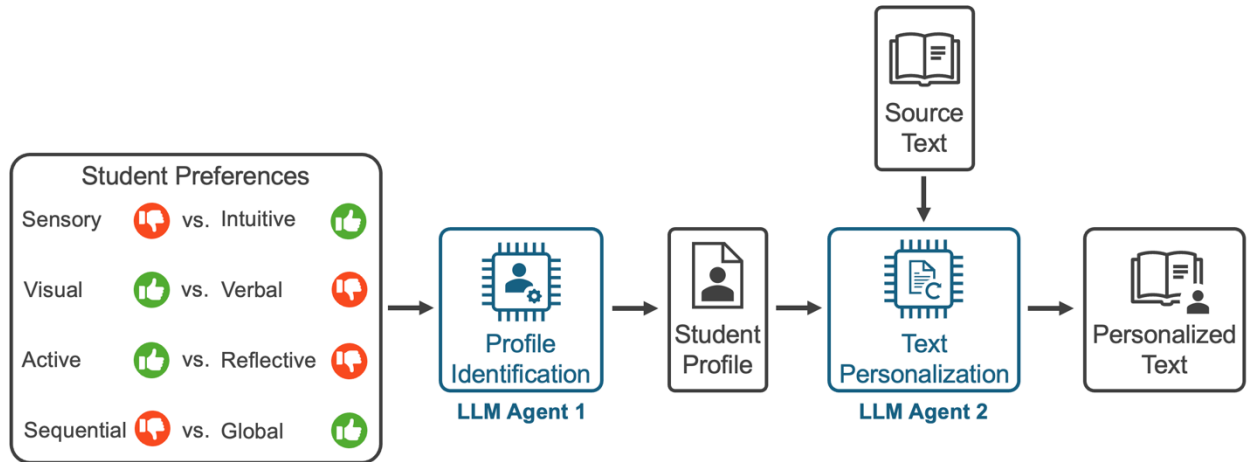 Student Preferences
Sensory vs. Intuitive
Visual vs. Verbal
Active vs. Reflective
Sequential vs. Global
Profile
Identification
LLM Agent 1
Student
Profile
Source
Text
Text
Personalization
LLM Agent 2
Personalized
Text